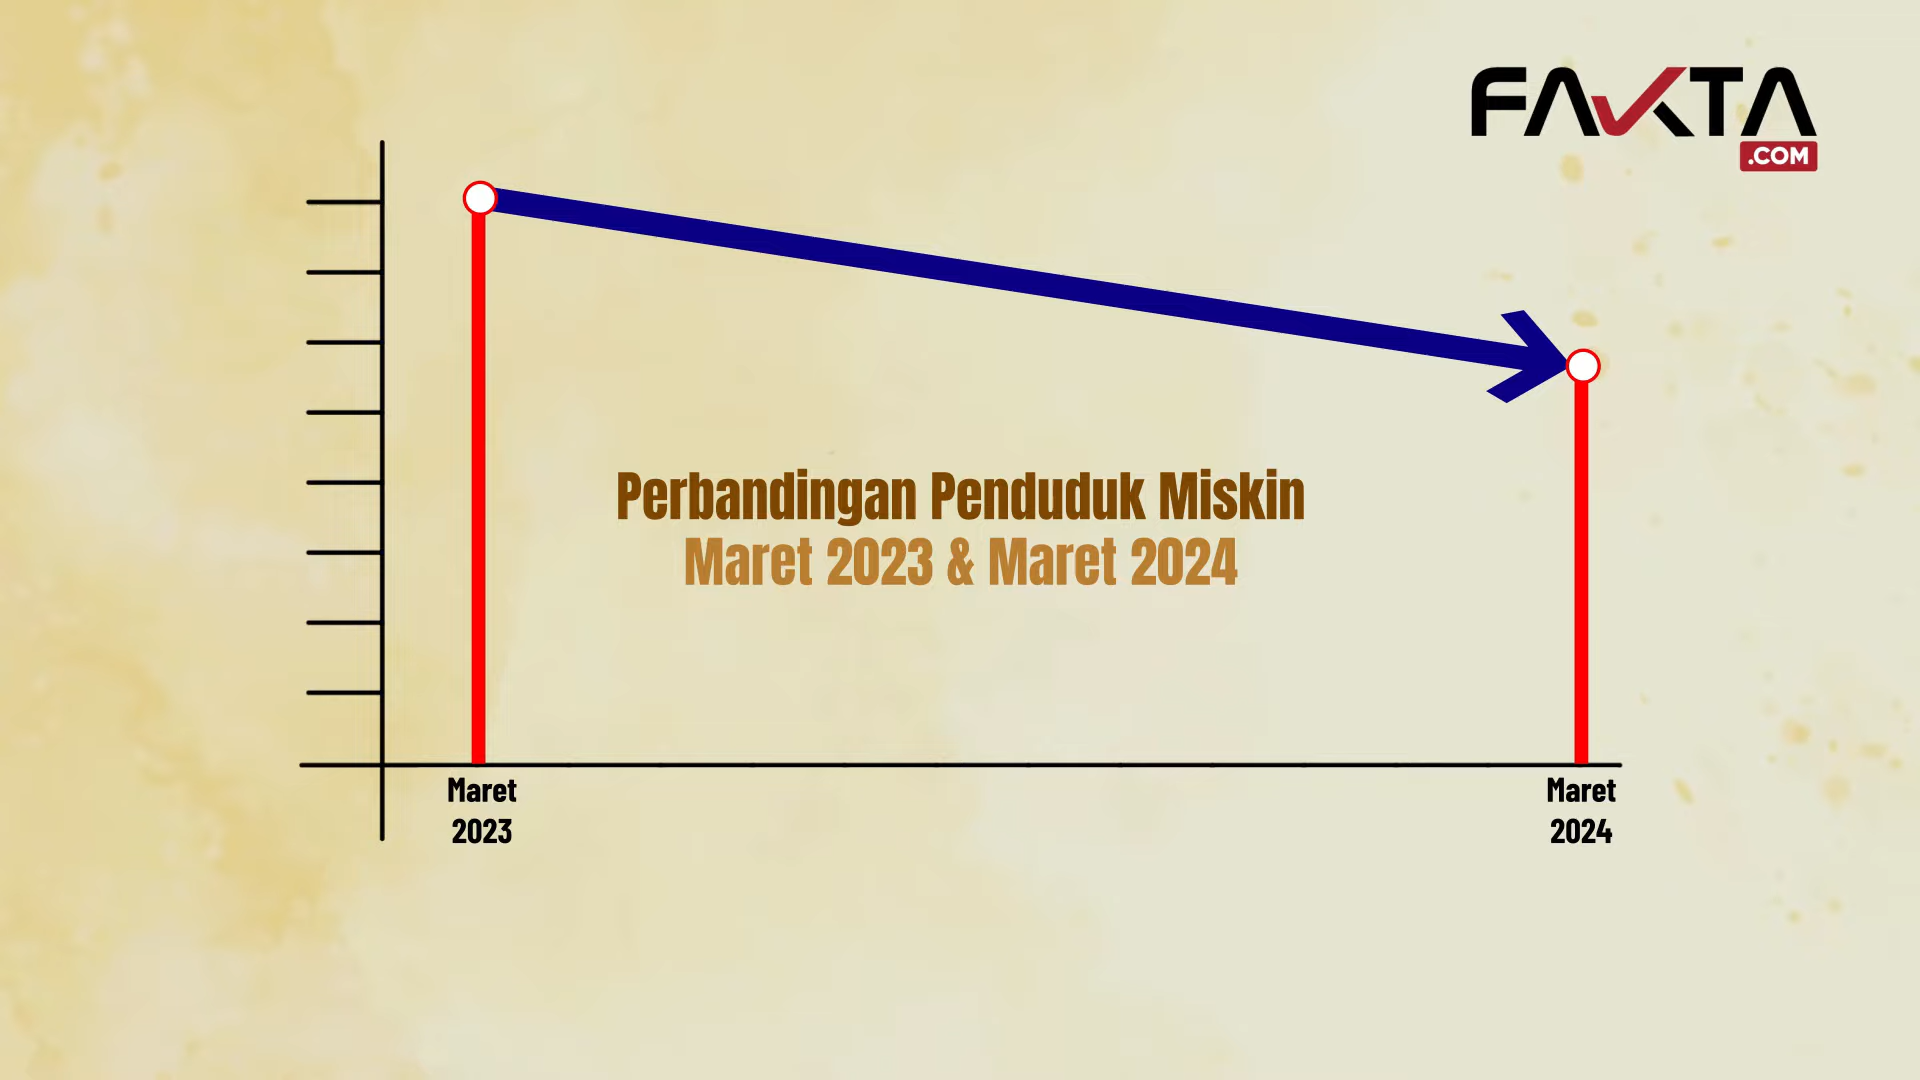 FAKTA
.COM
Perbandingan Penduduk Miskin
Maret 2023 & Maret 2024
Maret
2023
Maret
2024